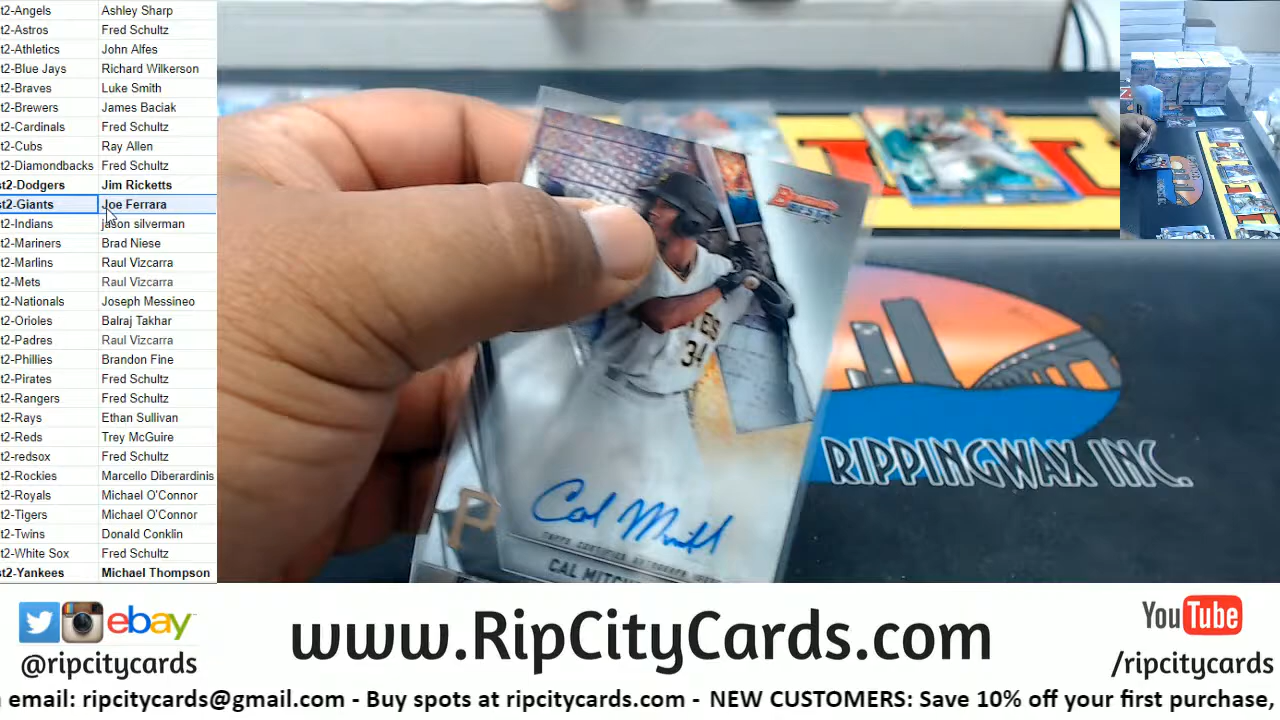 t2-Angels Ashley Sharp
t2-Astros Fred Schultz
t2-Athletics John Alfes
t2-Blue Jays Richard Wilkerson
t2-Braves Luke Smith
t2-Brewers James Baciak
t2-Cardinals Fred Schultz
t2-Cubs Ray Allen
t2-Diamondbacks Fred Schultz
st2-Dodgers Jim Ricketts
st2-Giants Joe Ferrara
t2-Indians jason silverman
t2-Mariners Brad Niese
t2-Marlins Raul Vizcarra
t2-Mets Raul Vizcarra
t2-Nationals Joseph Messineo
t2-Orioles Balraj Takhar
t2-Padres Raul Vizcarra
t2-Phillies Brandon Fine
t2-Pirates Fred Schultz
t2-Rangers Fred Schultz
t2-Rays Ethan Sullivan
t2-Reds Trey McGuire
t2-redsox Fred Schultz
t2-Rockies Marcello Diberardinis
t2-Royals Michael O'Connor
t2-Tigers Michael O'Connor
t2-Twins Donald Conklin
t2-White Sox Fred Schultz
st2-Yankees Michael Thompson
34
P
CAL
RIPPINGWAX INC.
ebay
@ripcitycards
www.RipCityCards.com
YouTube
/ripcitycards
email: ripcitycards@gmail.com - Buy spots at ripcitycards.com - NEW CUSTOMERS: Save 10% off your first purchase,